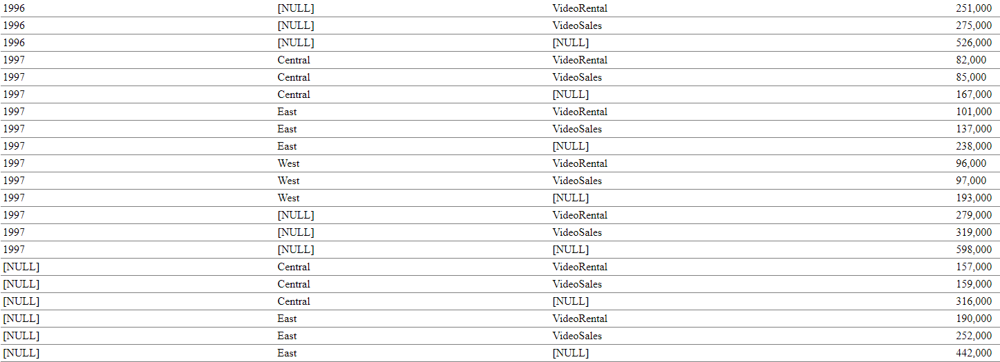 1996 [NULL] VideoRental 251,000
1996 [NULL] VideoSales 275,000
1996 [NULL] [NULL] 526,000
1997 Central VideoRental 82,000
1997 Central VideoSales 85,000
1997 Central [NULL] 167,000
1997 East VideoRental 101,000
1997 East VideoSales 137,000
1997 East [NULL] 238,000
1997 West VideoRental 96,000
1997 West VideoSales 97,000
1997 West [NULL] 193,000
1997 [NULL] VideoRental 279,000
1997 [NULL] VideoSales 319,000
1997 [NULL] [NULL] 598,000
[NULL] Central VideoRental 157,000
[NULL] Central VideoSales 159,000
[NULL] Central [NULL] 316,000
[NULL] East VideoRental 190,000
[NULL] East VideoSales 252,000
[NULL] East [NULL] 442,000